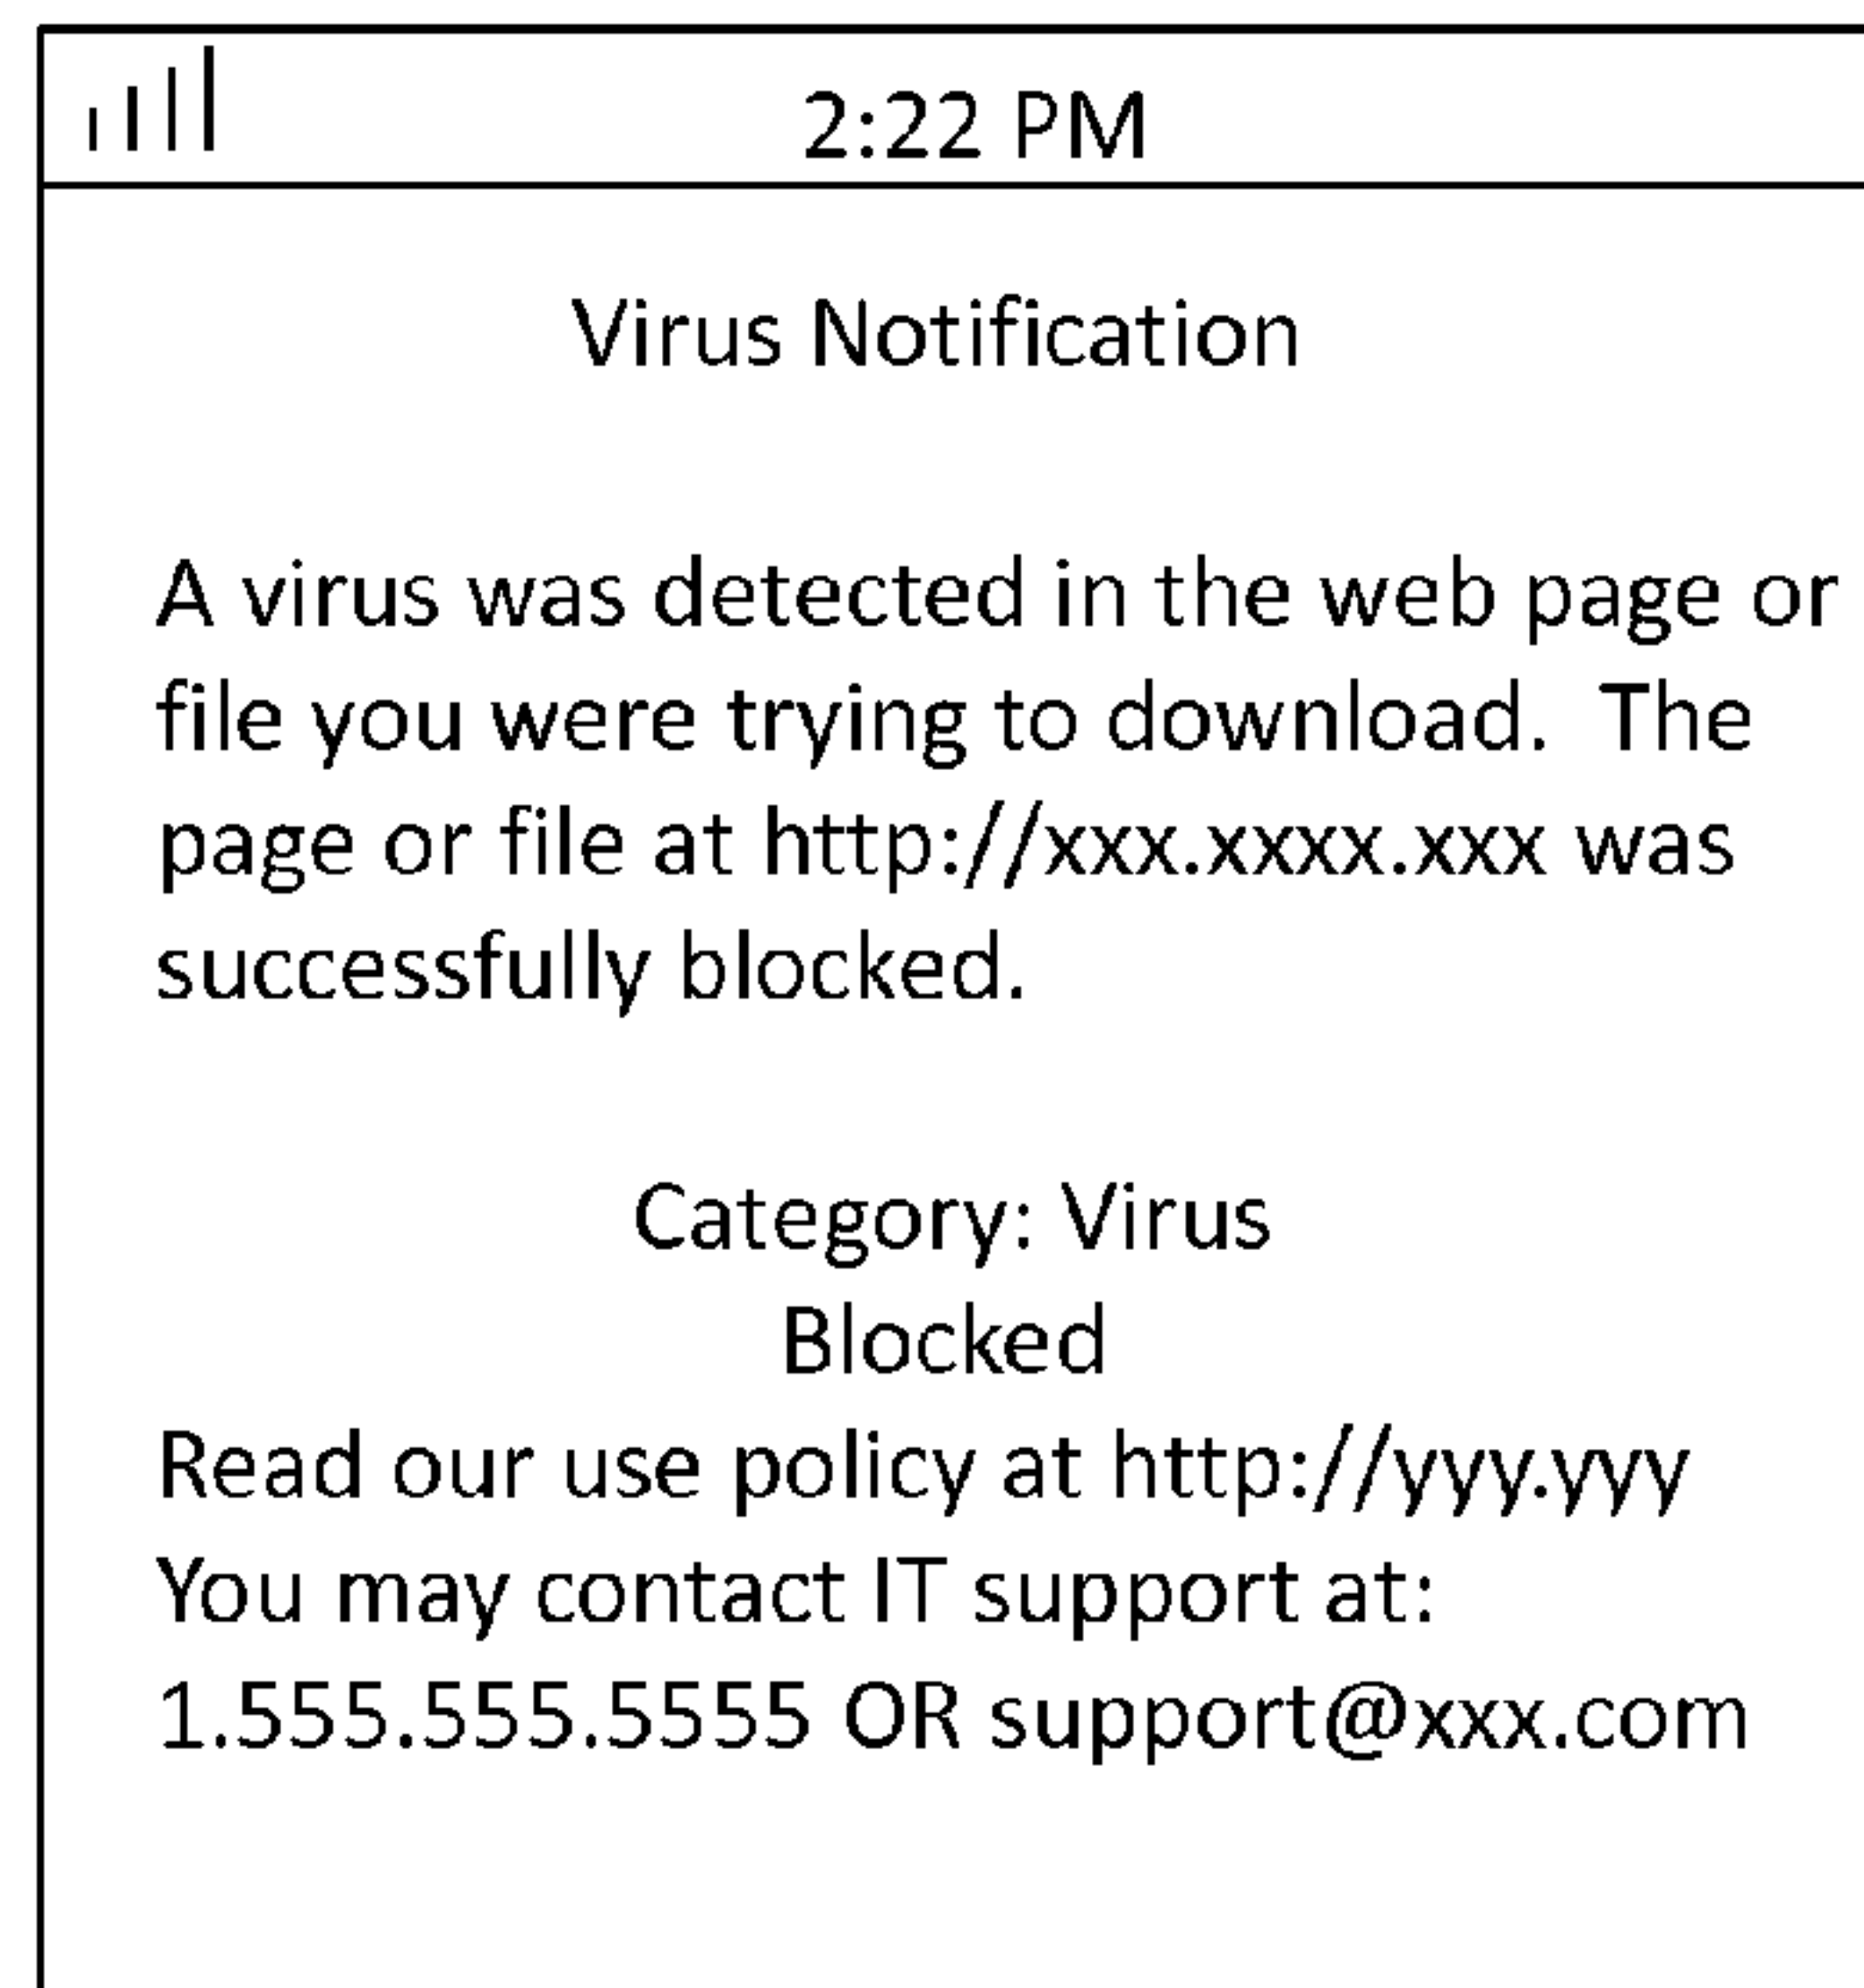 2:22 PM
Virus Notification
A virus was detected in the web page or
file you were trying to download.  The
page or file at http://xxx.xxxx.xxx was
successfully blocked.
Category: Virus
Blocked
Read our use policy at http://yyy.yyy
You may contact IT support at:
1.555.555.5555 OR support@xxx.com